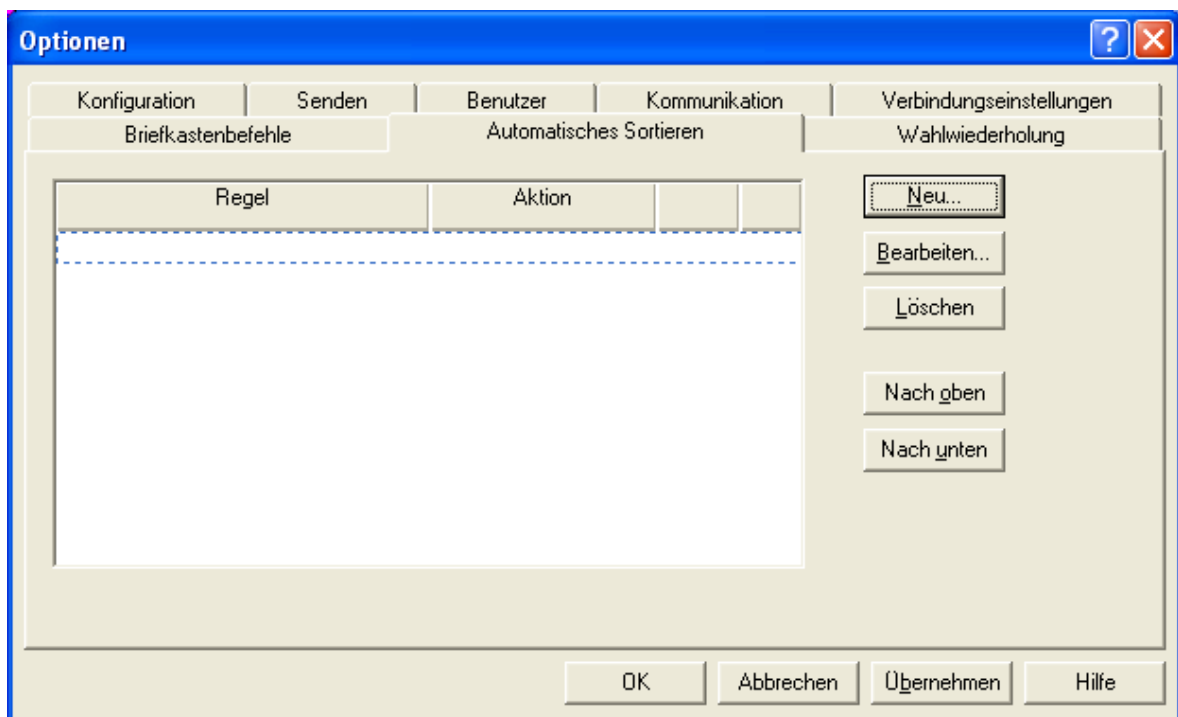 Optionen
Konfiguration Senden Benutzer Kommunikation Verbindungseinstellungen
Briefkastenbefehle Automatisches Sortieren Wahlwiederholung
Regel Aktion
Neu...
Bearbeiten...
Löschen
Nach oben
Nach unten
OK Abbrechen Übernehmen Hilfe